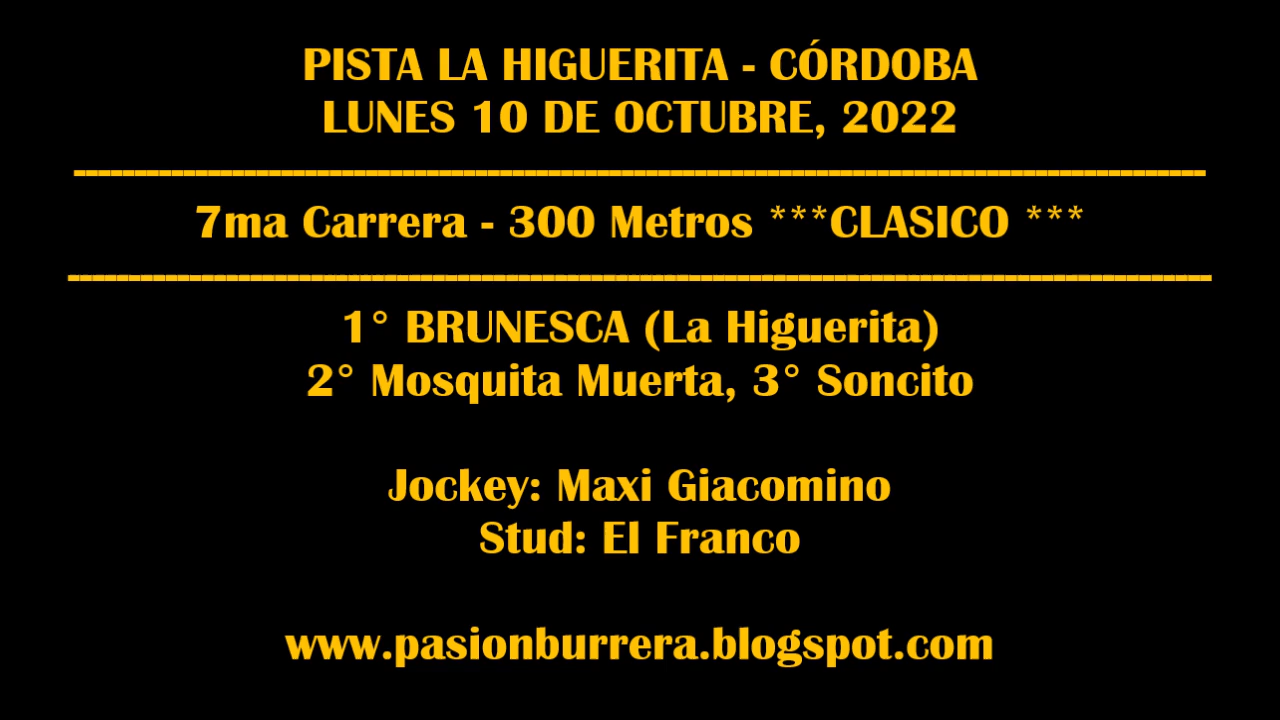 PISTA LA HIGUERITA - CÓRDOBA
LUNES 10 DE OCTUBRE, 2022
7ma Carrera - 300 Metros ***CLASICO ***
1° BRUNESCA (La Higuerita)
2° Mosquita Muerta, 3° Soncito
Jockey: Maxi Giacomino
Stud: El Franco
www.pasionburrera.blogspot.com